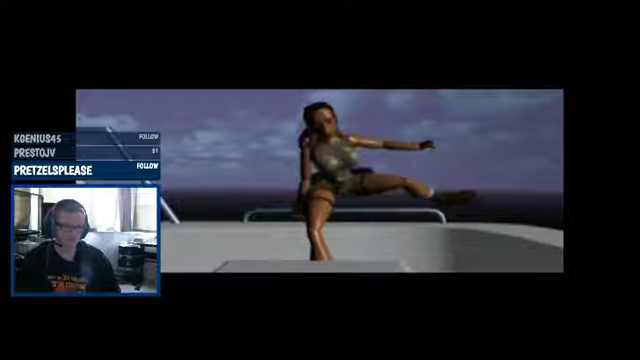 KGENIUS45 FOLLOW
PRESTOJV $1
PRETZELSPLEASE FOLLOW